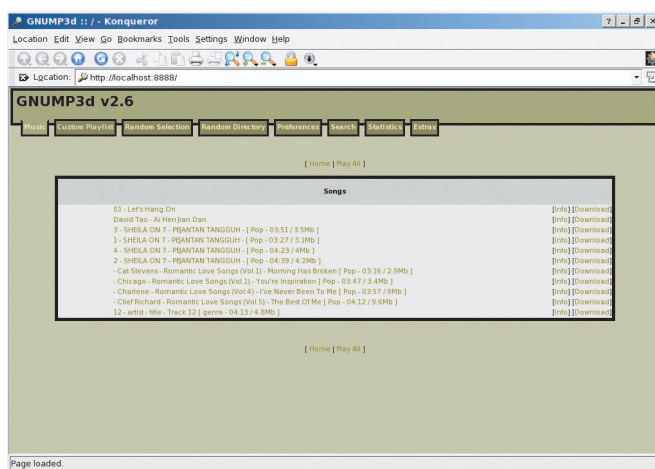 GNUMP3d :: / - Konqueror
Location Edit View Go Bookmarks Tools Settings Window Help
Location: http://localhost:8888/
GNUMP3d v2.6
Music Custom Playlist Random Selection Random Directory Preferences Search Statistics Extras
[ Home | Play All ]
Songs
01 - Let's Hang On [Info] [Download]
David Tao - Ai Hen Jian Dan [Info] [Download]
3 - SHEILA ON 7 - PEJANTAN TANGGUH - [ Pop - 03:51 / 3.5Mb ] [Info] [Download]
1 - SHEILA ON 7 - PEJANTAN TANGGUH - [ Pop - 03:27 / 3.1Mb ] [Info] [Download]
4 - SHEILA ON 7 - PEJANTAN TANGGUH - [ Pop - 04:23 / 4Mb ] [Info] [Download]
2 - SHEILA ON 7 - PEJANTAN TANGGUH - [ Pop - 04:39 / 4.2Mb ] [Info] [Download]
- Cat Stevens - Romantic Love Songs (Vol.1) - Morning Has Broken [ Pop - 03:16 / 2.9Mb ] [Info] [Download]
- Chicago - Romantic Love Songs (Vol.1) - You're Inspiration [ Pop - 03:47 / 3.4Mb ] [Info] [Download]
- Charlene - Romantic Love Songs (Vol.4) - I've Never Been To Me [ Pop - 03:57 / 9Mb ] [Info] [Download]
- Clief Richard - Romantic Love Songs (Vol.5) - The Best Of Me [ Pop - 04:12 / 9.6Mb ] [Info] [Download]
12 - artist - title - Track 12 [ genre - 04:13 / 4.8Mb ] [Info] [Download]
[ Home | Play All ]
Page loaded.